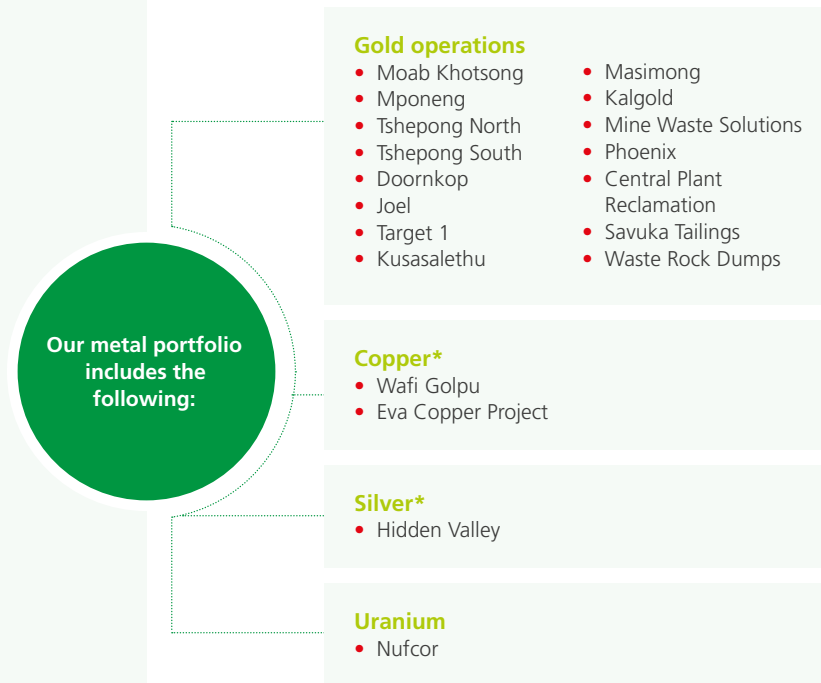 Our metal portfolio
includes the
following:
Gold operations
• Moab Khotsong
• Mponeng
• Tshepong North
• Tshepong South
• Doornkop
• Joel
• Target 1
• Kusasalethu
• Masimong
• Kalgold
• Mine Waste Solutions
• Phoenix
• Central Plant
Reclamation
• Savuka Tailings
• Waste Rock Dumps
Copper*
• Wafi Golpu
• Eva Copper Project
Silver*
• Hidden Valley
Uranium
• Nufcor